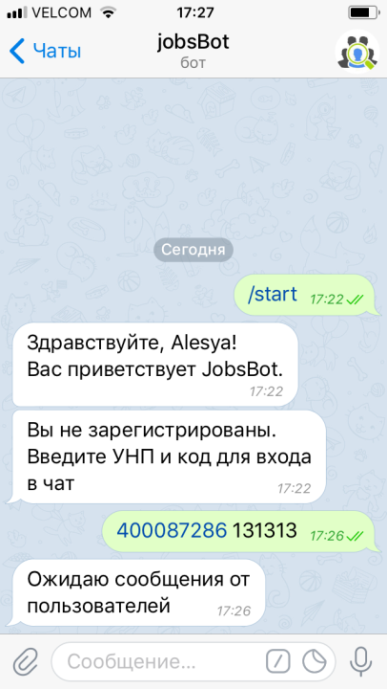 VELCOM 17:27
Чаты
jobsBot
бот
Сегодня
/start 17:22
Здравствуйте, Alesya!
Вас приветствует JobsBot.
17:22
Вы не зарегистрированы.
Введите УНП и код для входа
в чат 17:22
400087286 131313 17:26
Ожидаю сообщения от
пользователей 17:26
Сообщение...